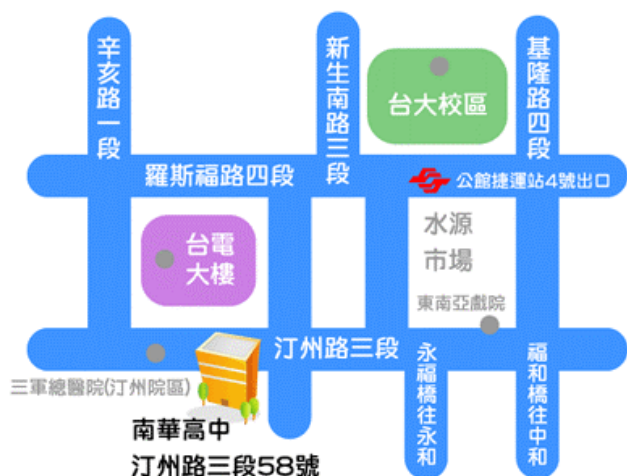 辛亥路一段
新生南路三段
基隆路四段
台大校區
羅斯福路四段
公館捷運站4號出口
台電
大樓
水源
市場
東南亞戲院
汀州路三段
三軍總醫院(汀州院區)
永福橋往永和
福和橋往中和
南華高中
汀州路三段58號